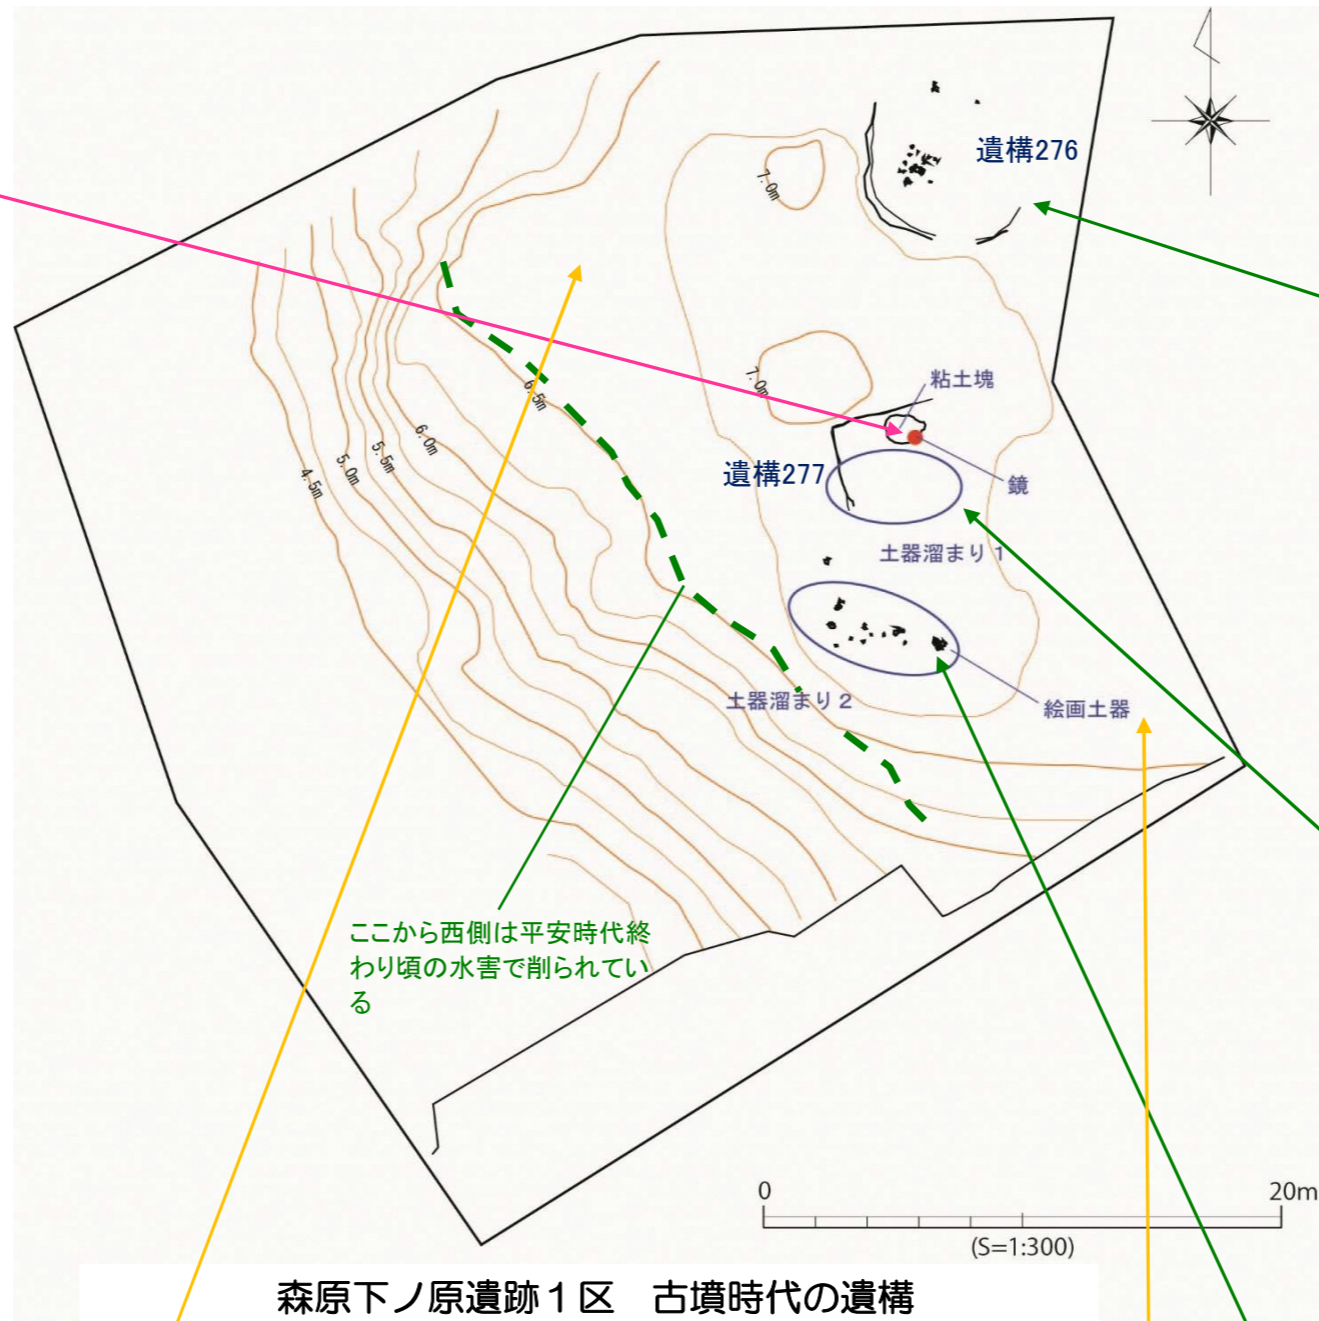 遺構276
7.0m
粘土塊
7.0m
6.5m
6.0m
5.5m
5.0m
4.5m
遺構277
鏡
土器溜まり 1
土器溜まり 2
絵画土器
ここから西側は平安時代終
わり頃の水害で削られてい
る
0
20m
(S=1:300)
森原下ノ原遺跡1区 古墳時代の遺構